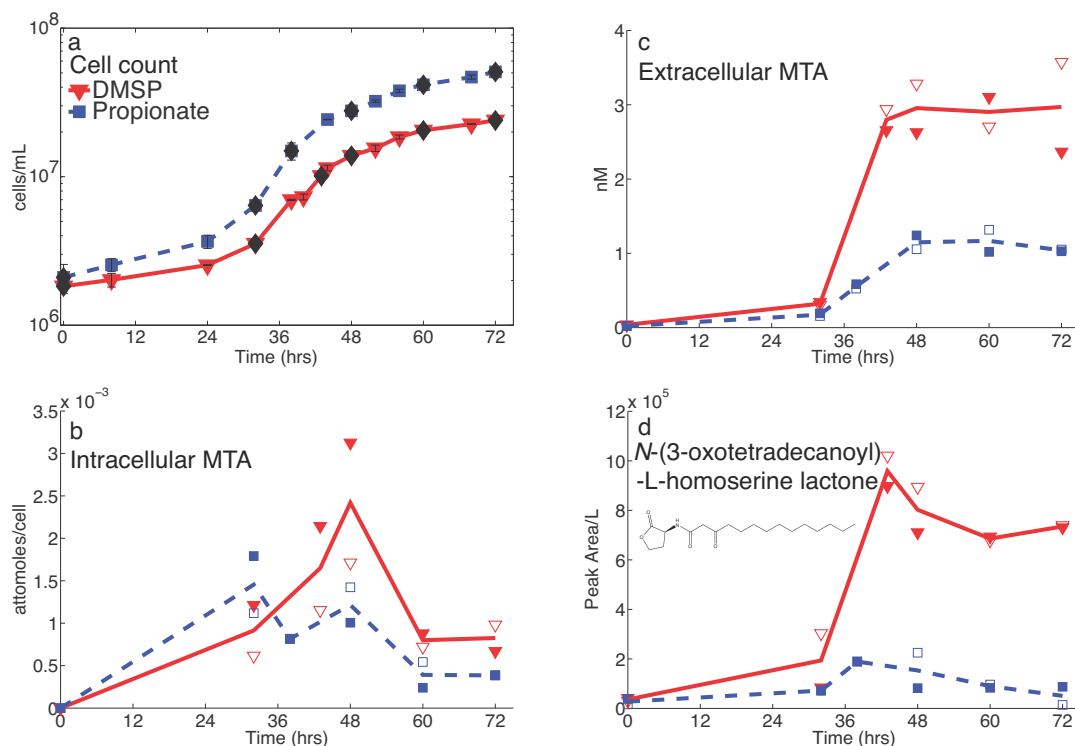 a
Cell count
DMSP
Propionate
10^8
10^7
10^6
cells/mL
0 12 24 36 48 60 72
Time (hrs)
c
Extracellular MTA
4
3
2
1
0
nM
0 12 24 36 48 60 72
Time (hrs)
x 10^−3
b
Intracellular MTA
3.5
3
2.5
2
1.5
1
0.5
0
attomoles/cell
0 12 24 36 48 60 72
Time (hrs)
x 10^5
d
N-(3-oxotetradecanoyl)
-L-homoserine lactone
O
O
H
N
O
O
12
10
8
6
4
2
0
Peak Area/L
0 12 24 36 48 60 72
Time (hrs)